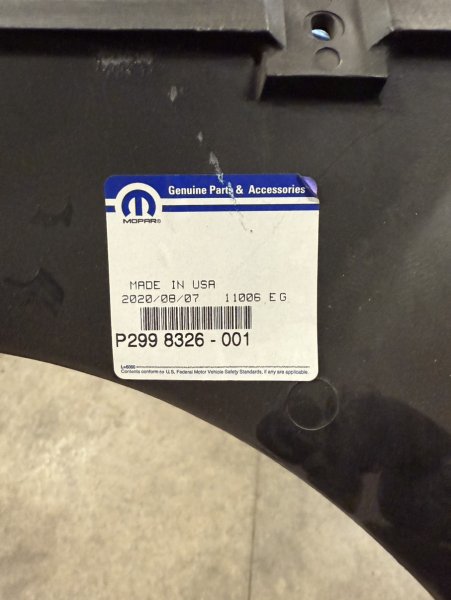 Genuine Parts & Accessories
MOPAR®
MADE IN USA
2020/08/07 11006 EG
P299 8326-001
Contents conform to U.S. Federal Motor Vehicle Safety Standards, if any are applicable.